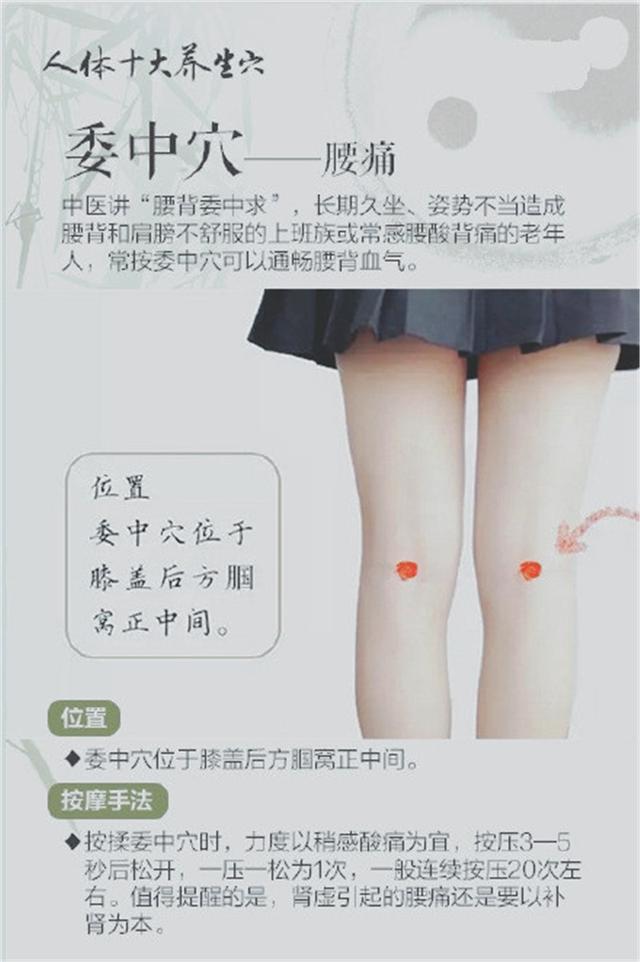 人体十大养生穴
委中穴——腰痛
中医讲“腰背委中求”，长期久坐、姿势不当造成
腰背和肩膀不舒服的上班族或常感腰酸背痛的老年
人，常按委中穴可以通畅腰背血气。
位置
委中穴位于
膝盖后方腘
窝正中间。
位置
◆委中穴位于膝盖后方腘窝正中间。
按摩手法
◆按揉委中穴时，力度以稍感酸痛为宜，按压3—5
秒后松开，一压一松为1次，一般连续按压20次左
右。值得提醒的是，肾虚引起的腰痛还是要以补
肾为本。